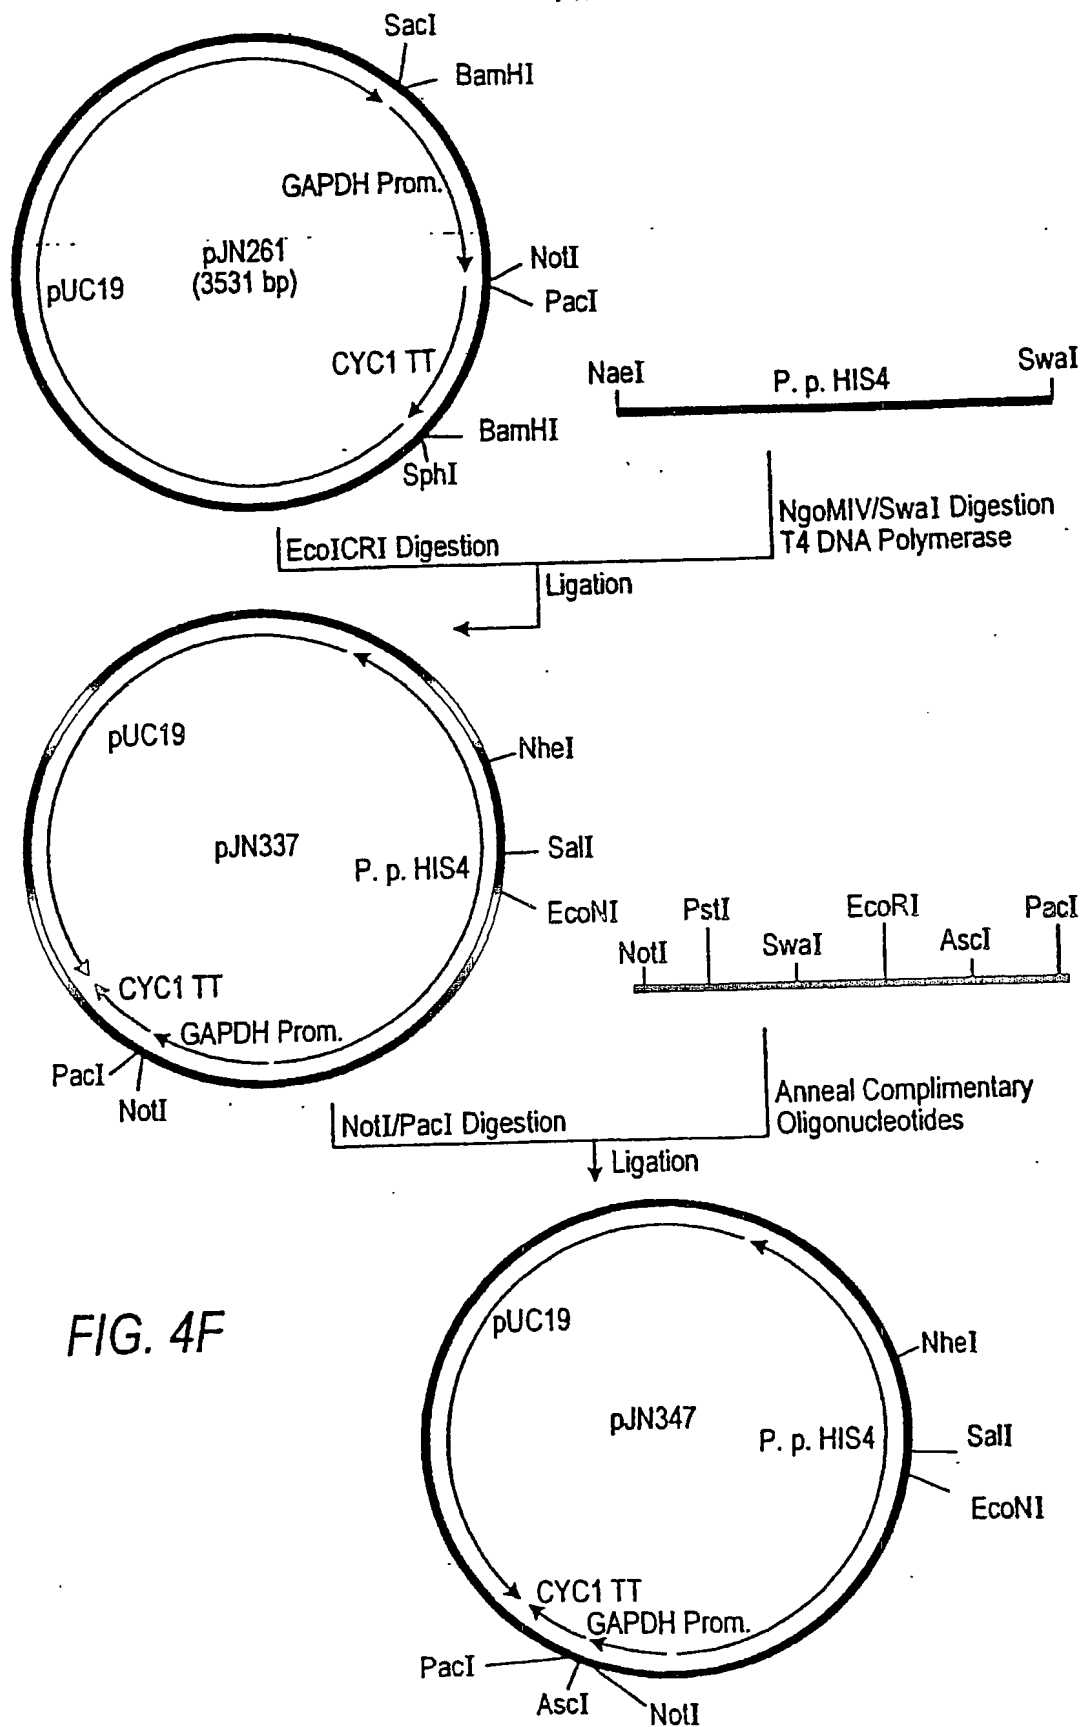 SacI
BamHI
GAPDH Prom.
pJN261
(3531 bp)
pUC19
NotI
PacI
CYC1 TT
BamHI
SphI
NaeI
P. p. HIS4
SwaI
EcoICRI Digestion
NgoMIV/SwaI Digestion
T4 DNA Polymerase
Ligation
pUC19
NheI
pJN337
P. p. HIS4
SalI
EcoNI
CYC1 TT
GAPDH Prom.
PacI
NotI
NotI
PstI
SwaI
EcoRI
AscI
PacI
NotI/PacI Digestion
Anneal Complimentary
Oligonucleotides
Ligation
FIG. 4F
pUC19
NheI
pJN347
P. p. HIS4
SalI
EcoNI
CYC1 TT
GAPDH Prom.
PacI
AscI
NotI